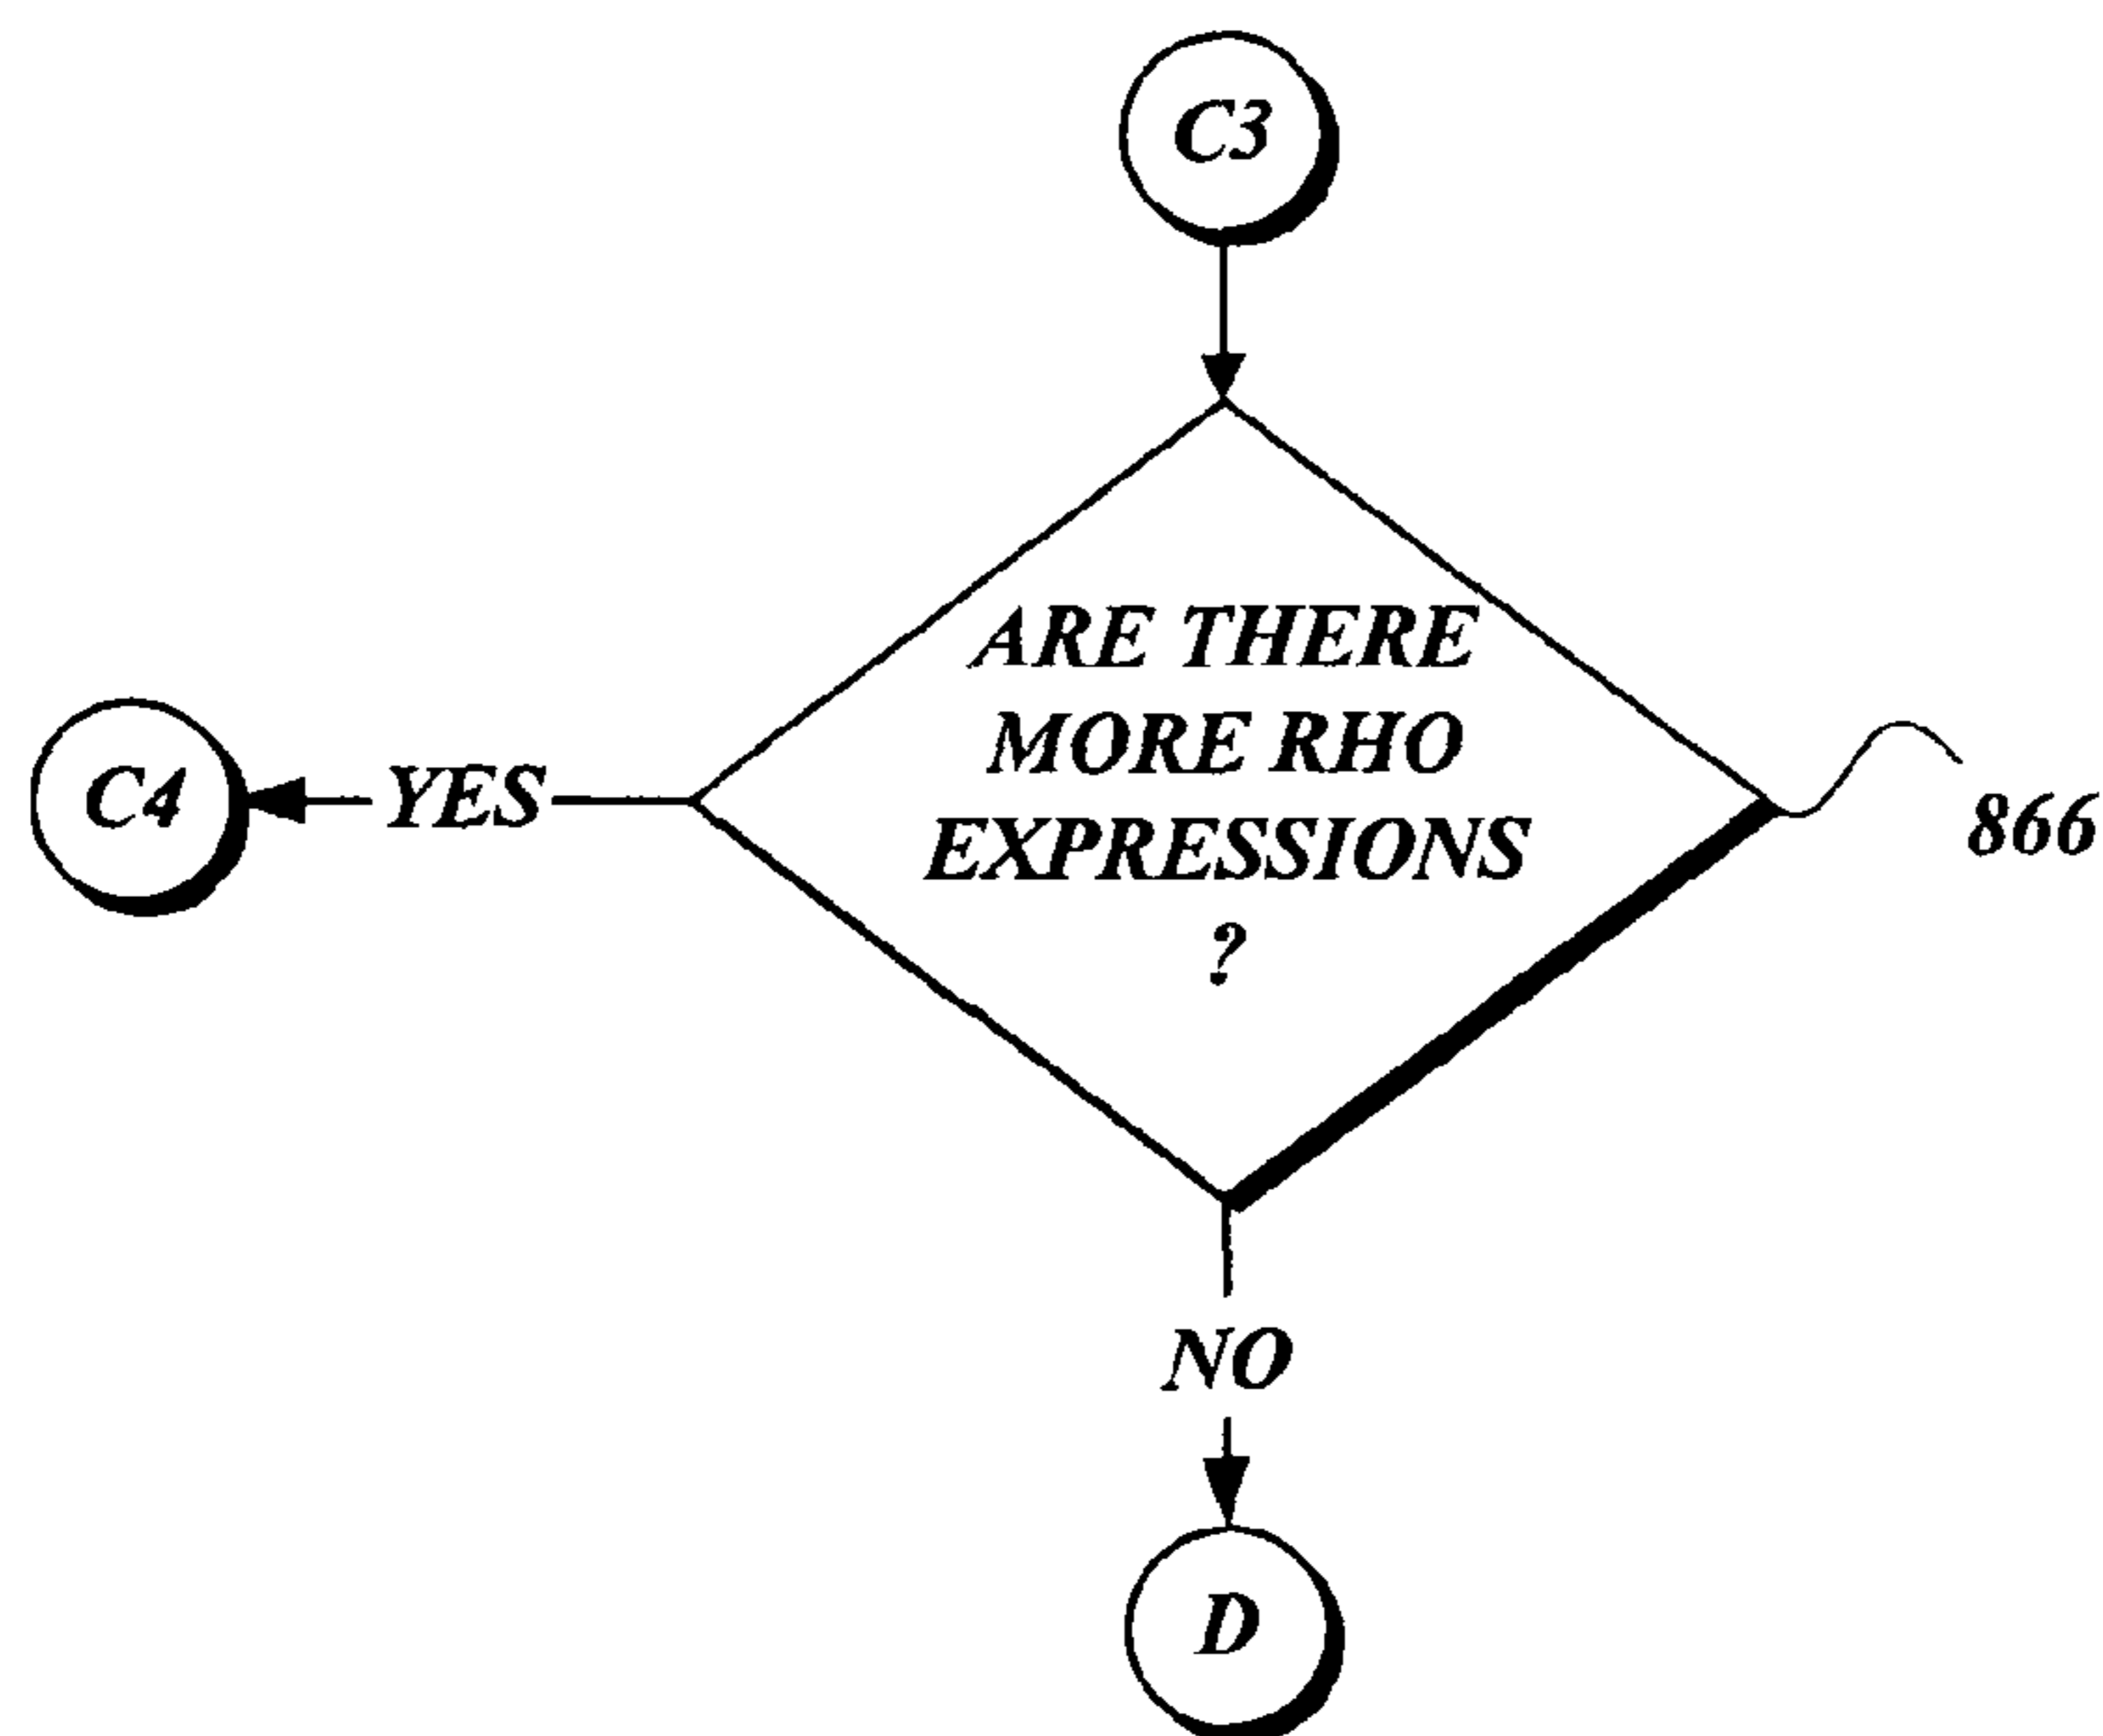 C3
ARE THERE
MORE RHO
EXPRESSIONS
?
C4
YES
866
NO
D